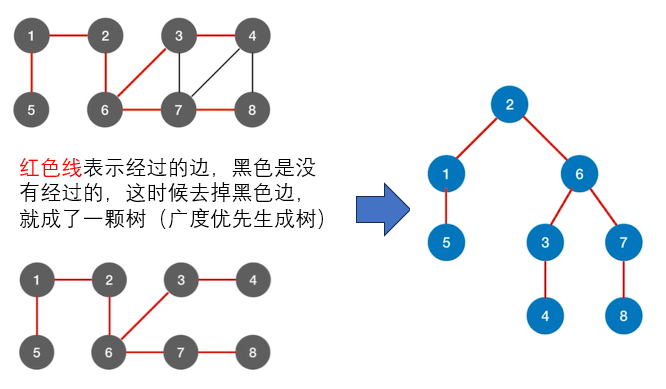 1 2 3 4
5 6 7 8
红色线表示经过的边，黑色是没
有经过的，这时候去掉黑色边，
就成了一颗树（广度优先生成树）
1 2 3 4
5 6 7 8
2
1 6
5 3 7
4 8